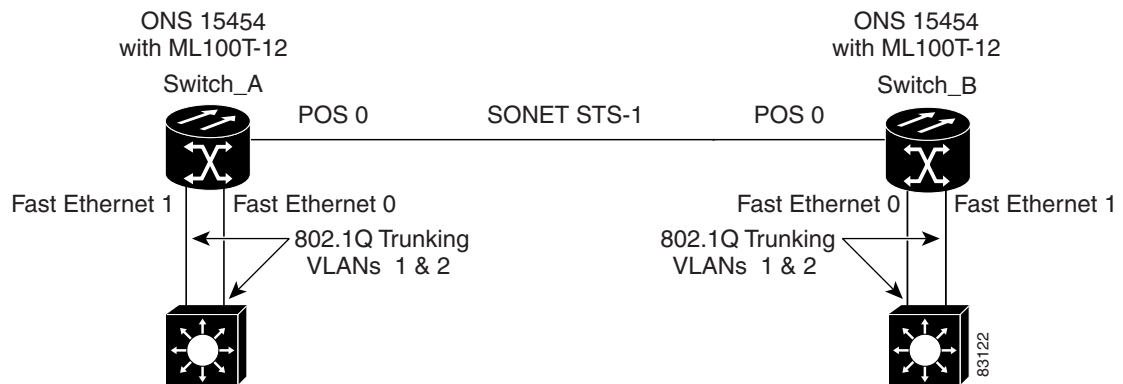 ONS 15454
with ML100T-12
Switch_A
ONS 15454
with ML100T-12
Switch_B
POS 0
SONET STS-1
POS 0
Fast Ethernet 1
Fast Ethernet 0
Fast Ethernet 0
Fast Ethernet 1
802.1Q Trunking
VLANs 1 & 2
802.1Q Trunking
VLANs 1 & 2
83122